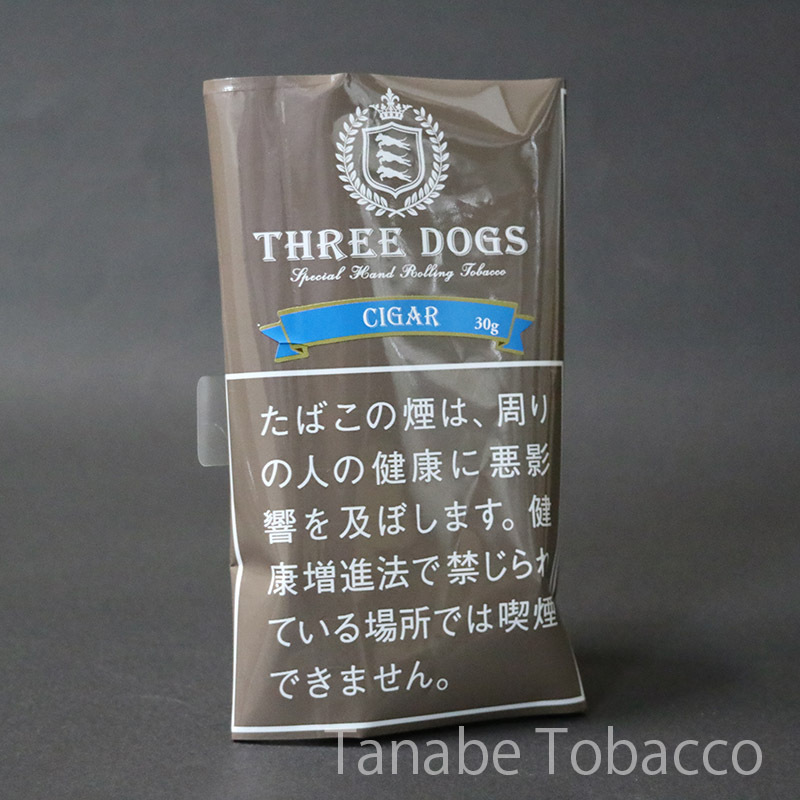 THREE DOGS
Special Hand Rolling Tobacco
CIGAR 30g
たばこの煙は、周り
の人の健康に悪影
響を及ぼします。健
康増進法で禁じられ
ている場所では喫煙
できません。
Tanabe Tobacco